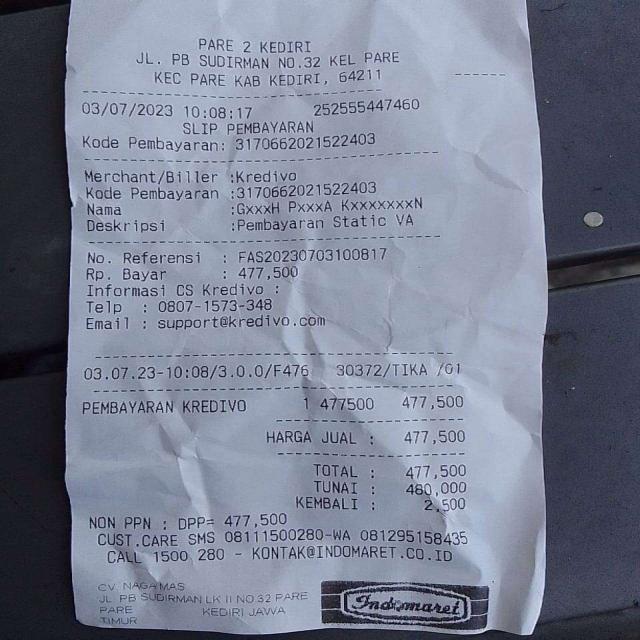 PARE 2 KEDIRI
JL. PB SUDIRMAN NO.32 KEL PARE
KEC PARE KAB KEDIRI, 64211
03/07/2023 10:08:17 252555447460
SLIP PEMBAYARAN
Kode Pembayaran: 3170662021522403
Merchant/Biller :Kredivo
Kode Pembayaran :3170662021522403
Nama :GxxxH PxxxA KxxxxxxxN
Deskripsi :Pembayaran Static VA
No. Referensi : FAS20230703100817
Rp. Bayar : 477,500
Informasi CS Kredivo :
Telp : 0807-1573-348
Email : support@kredivo.com
03.07.23-10:08/3.0.0/F476 30372/TIKA /01
PEMBAYARAN KREDIVO 1 477500 477,500
HARGA JUAL : 477,500
TOTAL : 477,500
TUNAI : 480,000
KEMBALI : 2,500
NON PPN : DPP= 477,500
CUST.CARE SMS 08111500280-WA 081295158435
CALL 1500 280 - KONTAK@INDOMARET.CO.ID
CV. NAGA MAS
JL. PB SUDIRMAN LK II NO.32 PARE
PARE KEDIRI JAWA
TIMUR
Indomaret